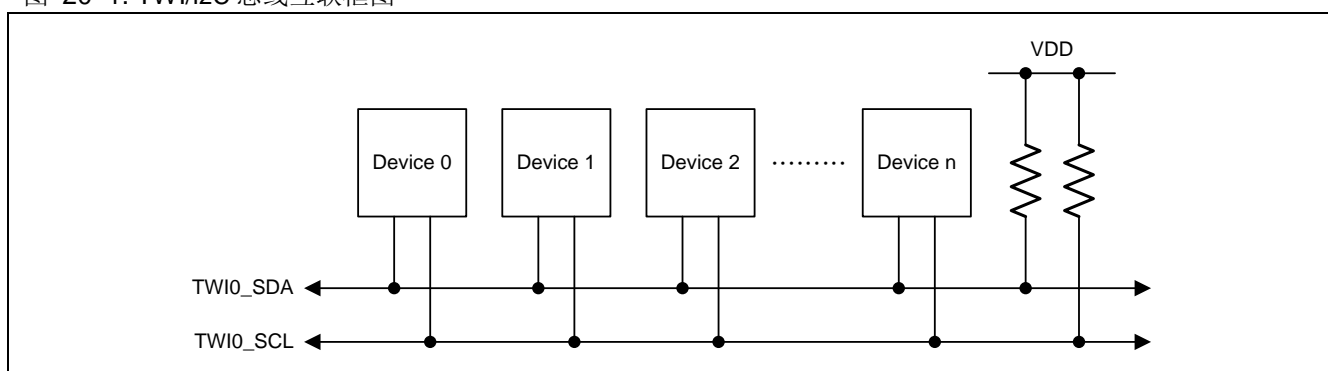 图 20-1. TWI/I2C 总线互联框图
VDD
Device 0
Device 1
Device 2
.........
Device n
TWI0_SDA
TWI0_SCL